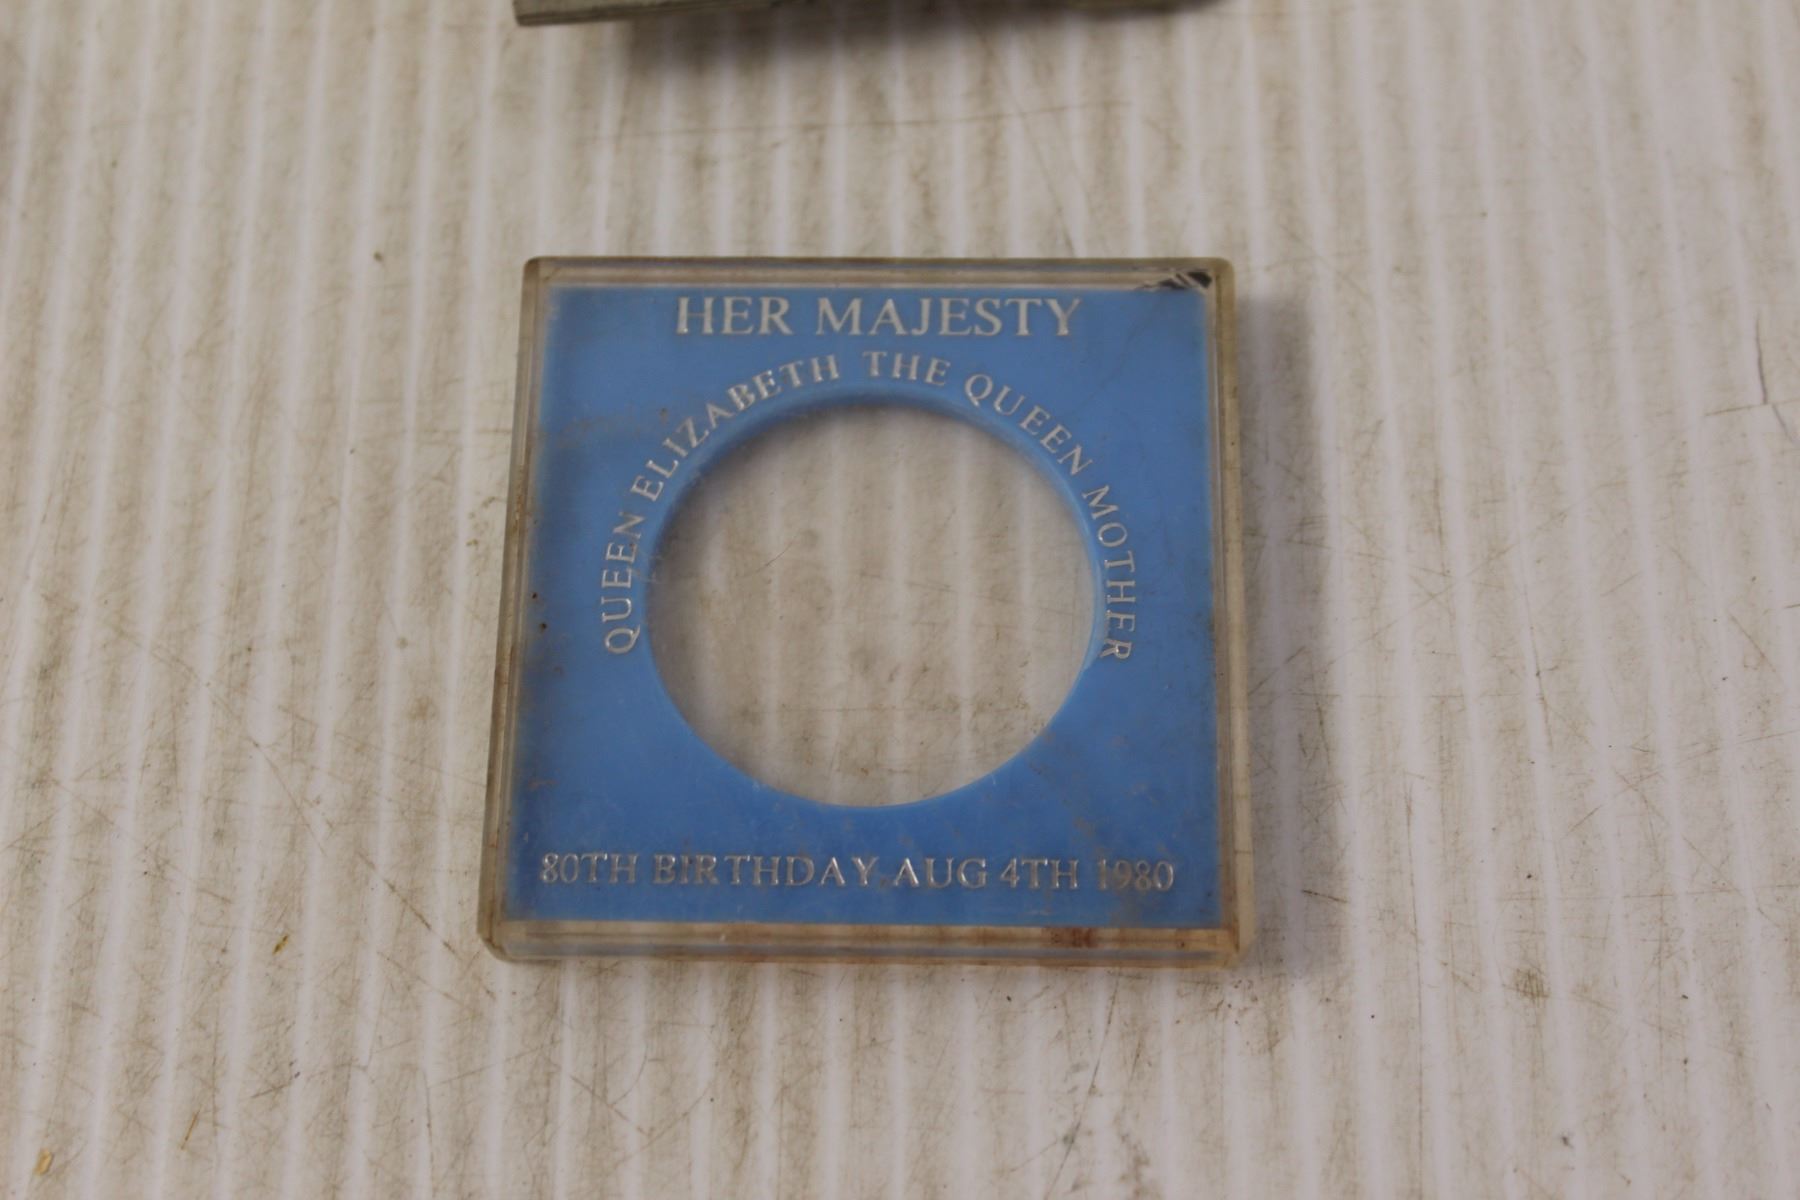 HER MAJESTY
QUEEN ELIZABETH THE QUEEN MOTHER
80TH BIRTHDAY, AUG 4TH 1980